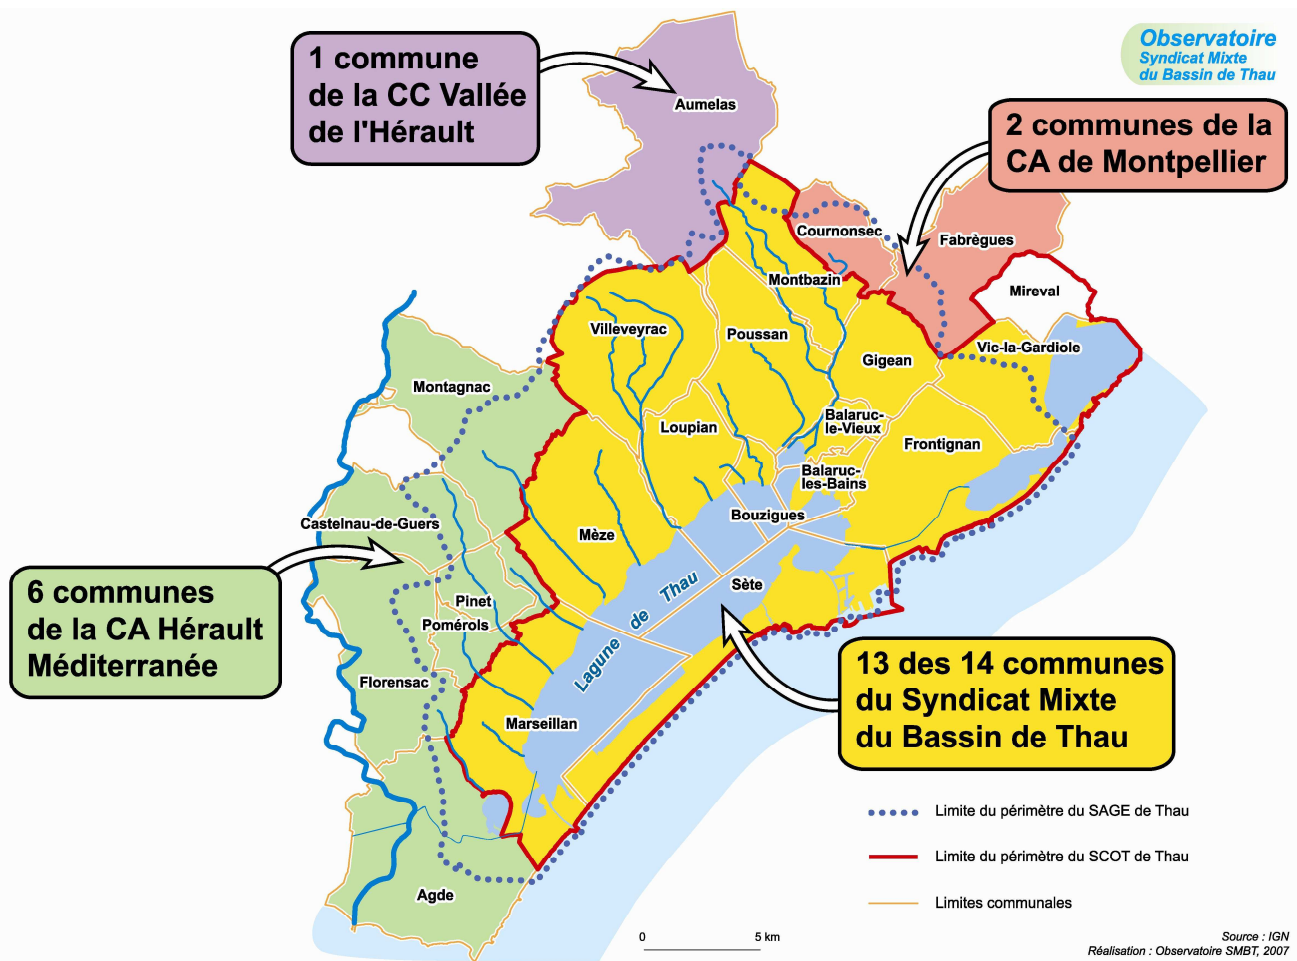 Observatoire
Syndicat Mixte
du Bassin de Thau
1 commune
de la CC Vallée
de l'Hérault
2 communes de la
CA de Montpellier
Aumelas
Cournonsec
Fabrègues
Montbazin
Mireval
Villeveyrac
Poussan
Vic-la-Gardiole
Gigean
Montagnac
Balaruc-
le-Vieux
Loupian
Frontignan
Balaruc-
les-Bains
Bouzigues
Castelnau-de-Guers
Mèze
Sète
Lagune de Thau
6 communes
de la CA Hérault
Méditerranée
Pinet
Pomérols
Florensac
Marseillan
Agde
13 des 14 communes
du Syndicat Mixte
du Bassin de Thau
Limite du périmètre du SAGE de Thau
Limite du périmètre du SCOT de Thau
Limites communales
0 5 km
Source : IGN
Réalisation : Observatoire SMBT, 2007